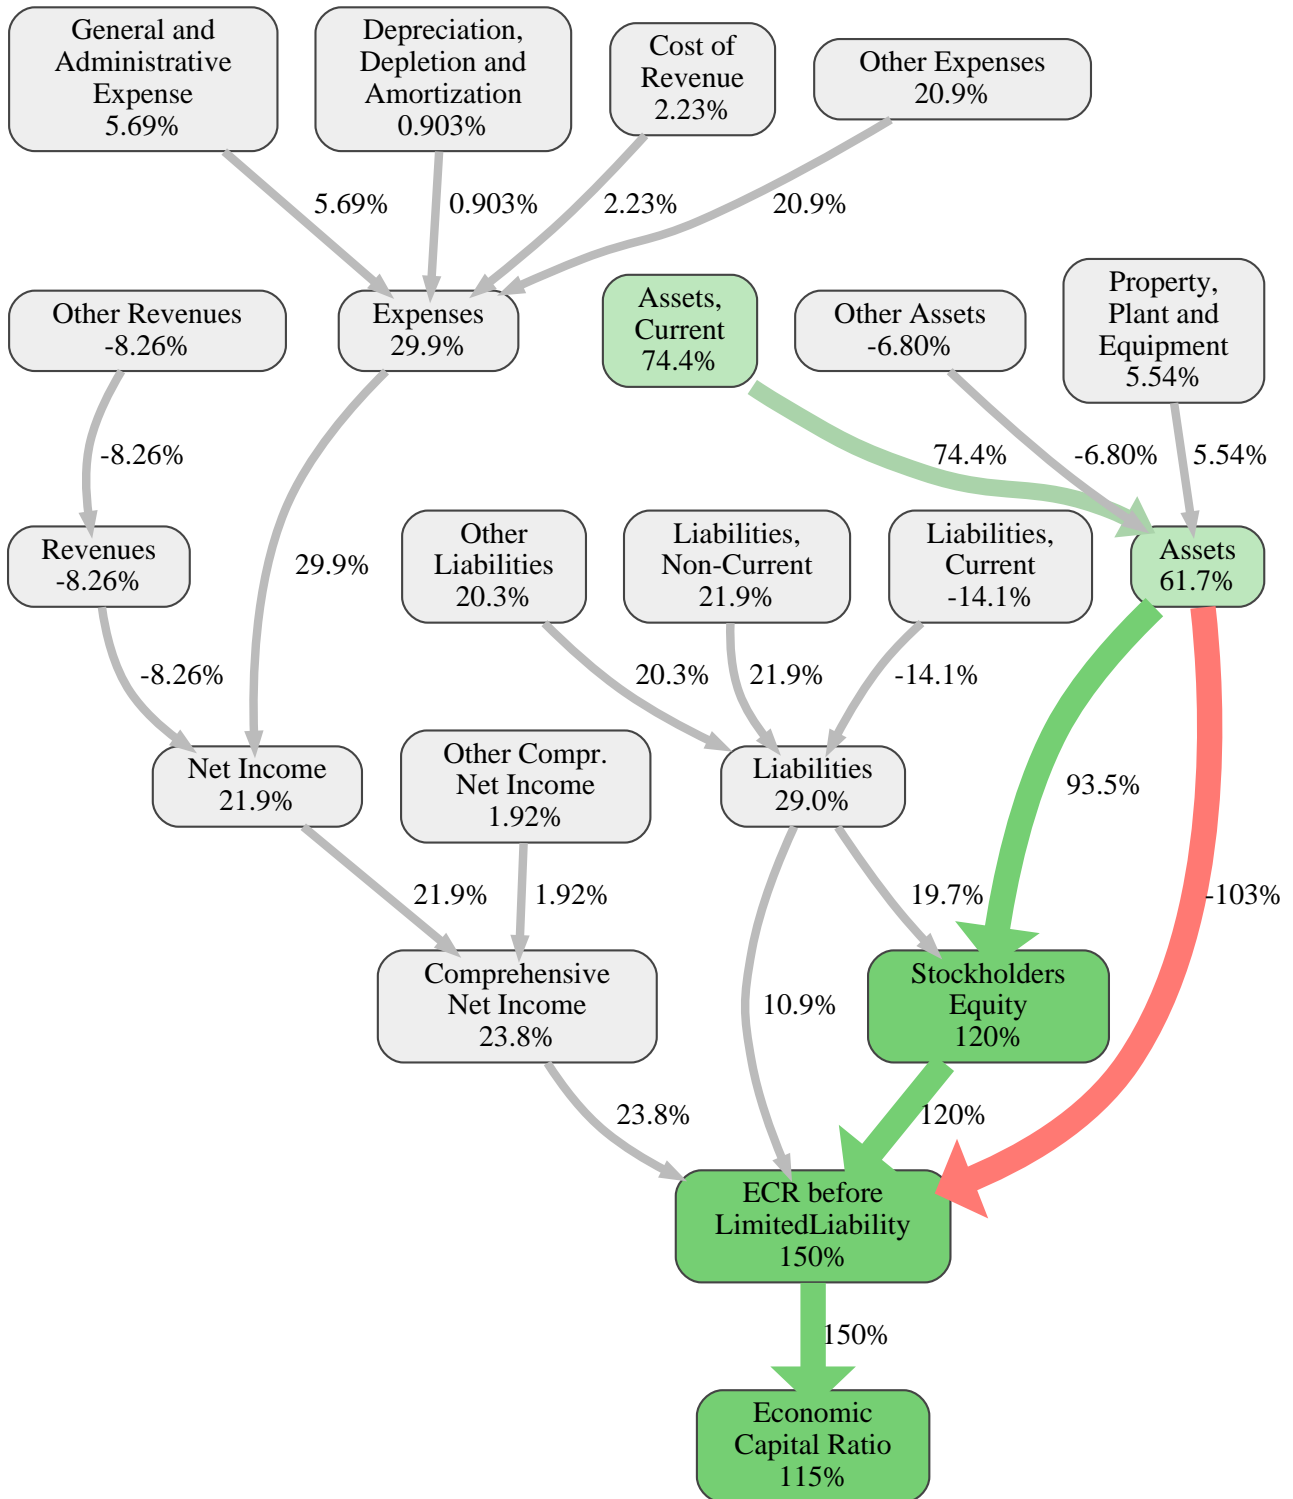 General and
Administrative
Expense
5.69%
Depreciation,
Depletion and
Amortization
0.903%
Cost of
Revenue
2.23%
Other Expenses
20.9%
5.69%
0.903%
2.23%
20.9%
Other Revenues
-8.26%
Expenses
29.9%
Assets,
Current
74.4%
Other Assets
-6.80%
Property,
Plant and
Equipment
5.54%
-8.26%
74.4%
-6.80%
5.54%
Revenues
-8.26%
29.9%
Other
Liabilities
20.3%
Liabilities,
Non-Current
21.9%
Liabilities,
Current
-14.1%
Assets
61.7%
-8.26%
20.3%
21.9%
-14.1%
Net Income
21.9%
Other Compr.
Net Income
1.92%
Liabilities
29.0%
93.5%
21.9%
1.92%
19.7%
-103%
Comprehensive
Net Income
23.8%
10.9%
Stockholders
Equity
120%
23.8%
120%
ECR before
LimitedLiability
150%
150%
Economic
Capital Ratio
115%